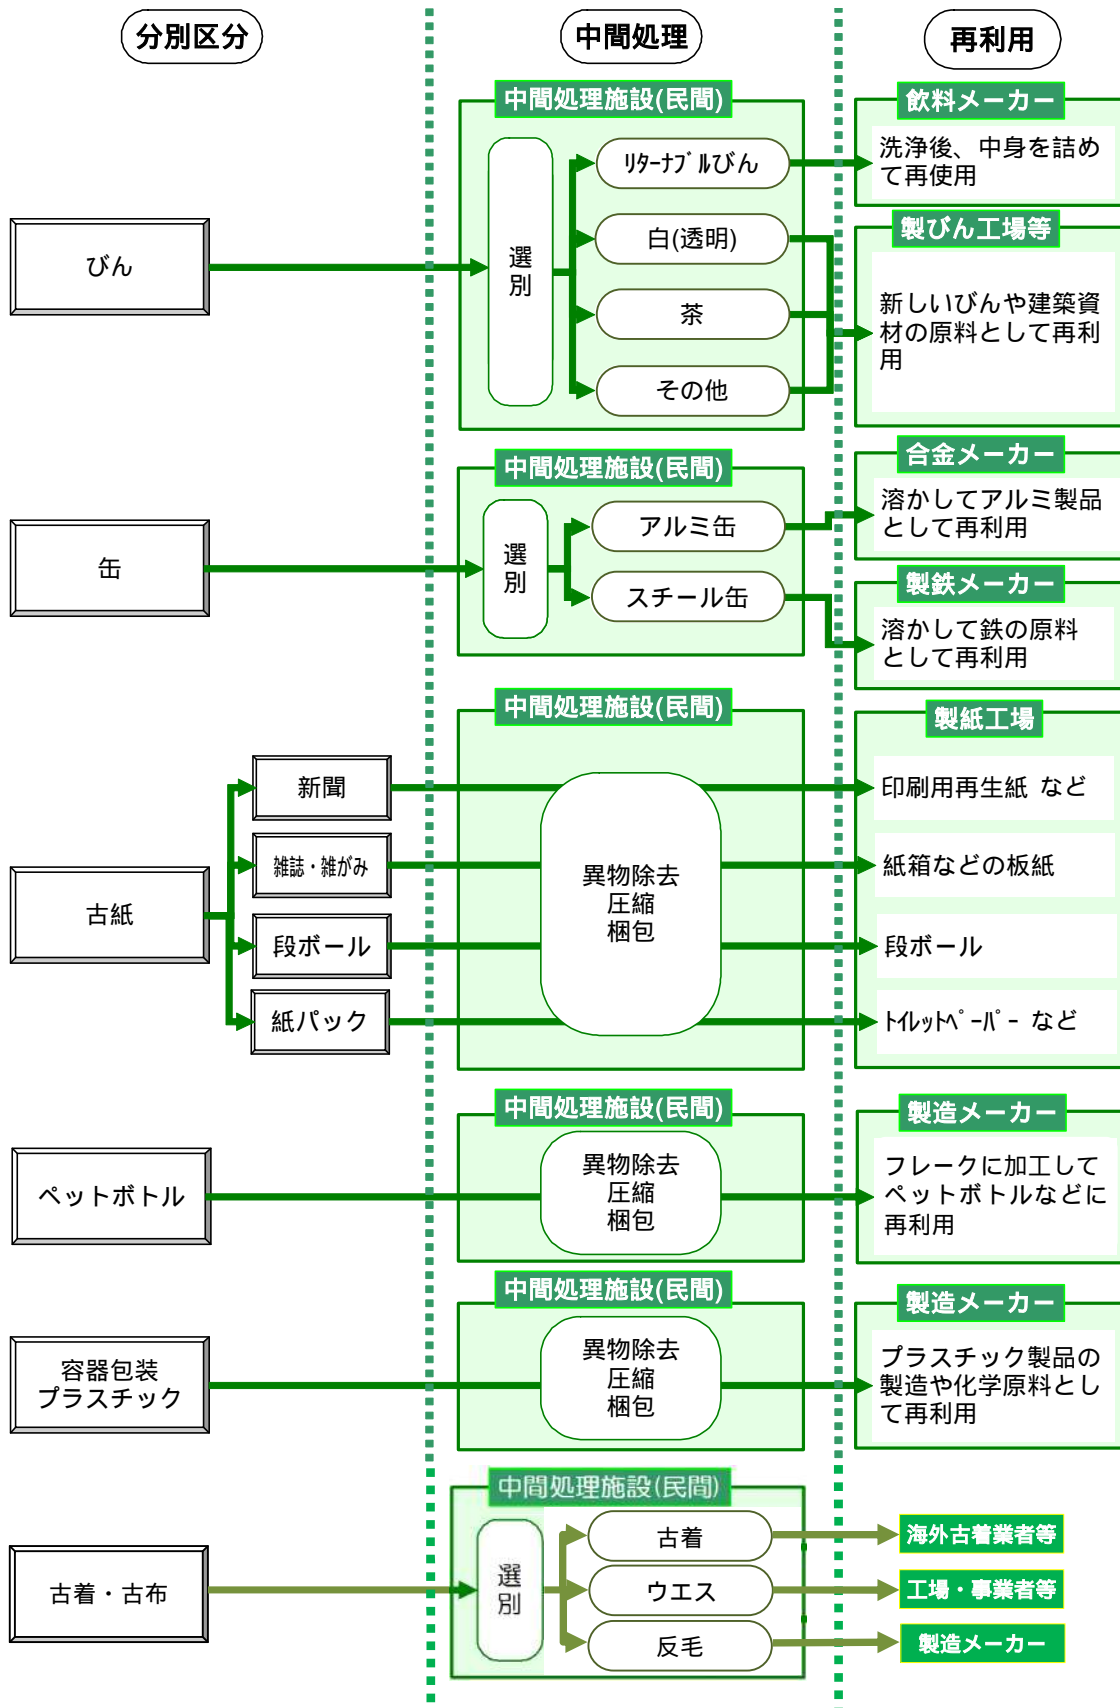 分別区分
中間処理
再利用
中間処理施設(民間)
飲料メーカー
びん
選
別
ﾘﾀｰﾅﾌﾞﾙびん
白(透明)
茶
その他
洗浄後、中身を詰め
て再使用
製びん工場等
新しいびんや建築資
材の原料として再利
用
中間処理施設(民間)
合金メーカー
缶
選
別
アルミ缶
スチール缶
溶かしてアルミ製品
として再利用
製鉄メーカー
溶かして鉄の原料
として再利用
中間処理施設(民間)
製紙工場
古紙
新聞
雑誌・雑がみ
段ボール
紙パック
異物除去
圧縮
梱包
印刷用再生紙 など
紙箱などの板紙
段ボール
ﾄｲﾚｯﾄﾍﾟｰﾊﾟｰ など
中間処理施設(民間)
製造メーカー
ペットボトル
異物除去
圧縮
梱包
フレークに加工して
ペットボトルなどに
再利用
中間処理施設(民間)
製造メーカー
容器包装
プラスチック
異物除去
圧縮
梱包
プラスチック製品の
製造や化学原料とし
て再利用
中間処理施設(民間)
古着・古布
選
別
古着
ウエス
反毛
海外古着業者等
工場・事業者等
製造メーカー